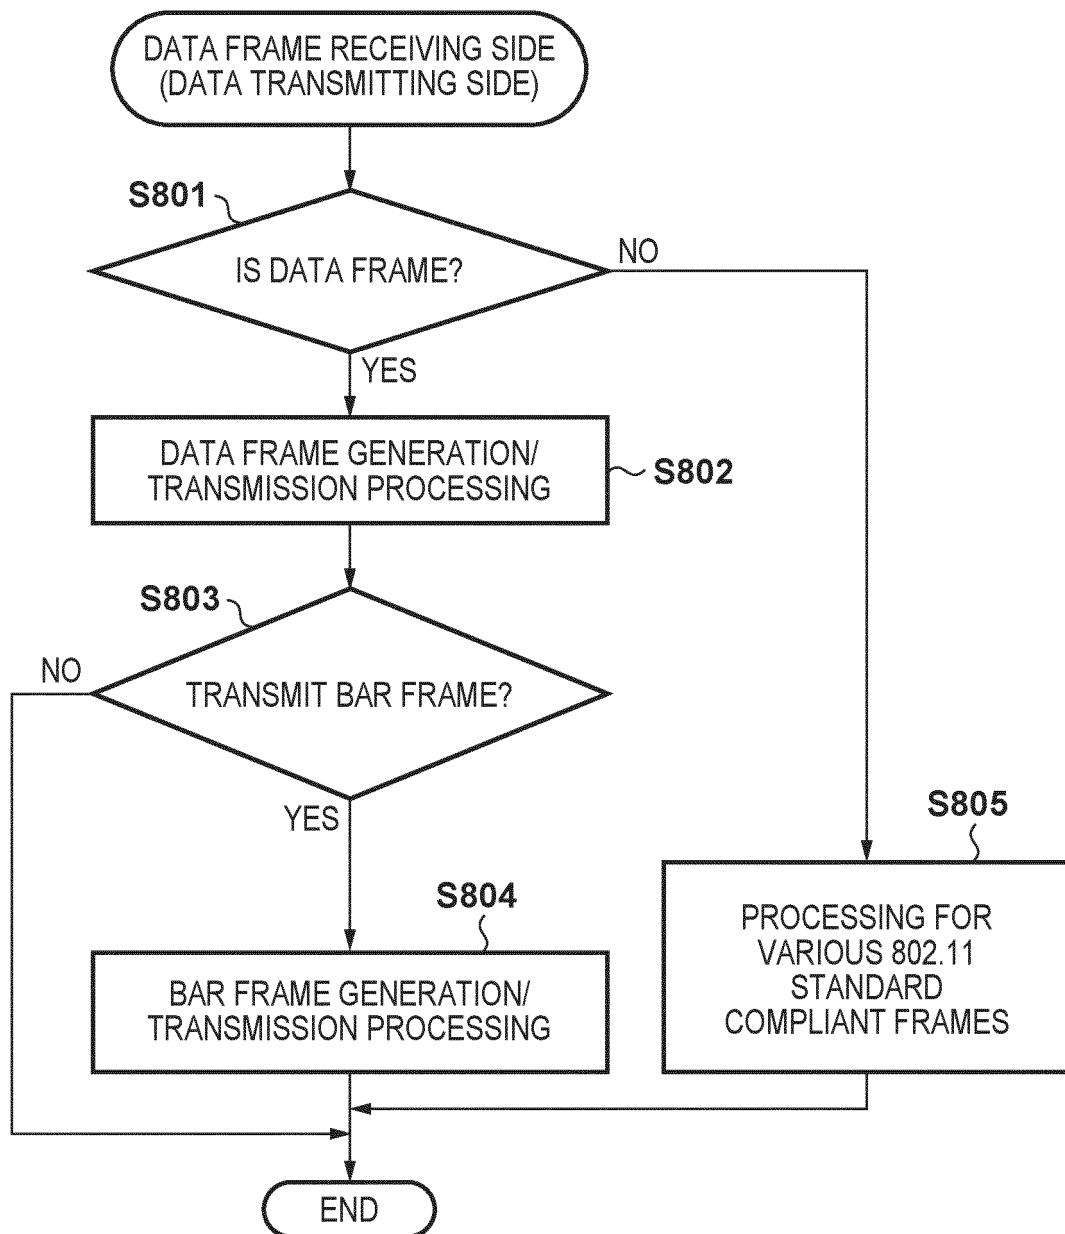 DATA FRAME RECEIVING SIDE
(DATA TRANSMITTING SIDE)
S801
IS DATA FRAME?
NO
YES
DATA FRAME GENERATION/
TRANSMISSION PROCESSING
S802
S803
NO
TRANSMIT BAR FRAME?
YES
S804
BAR FRAME GENERATION/
TRANSMISSION PROCESSING
S805
PROCESSING FOR
VARIOUS 802.11
STANDARD
COMPLIANT FRAMES
END